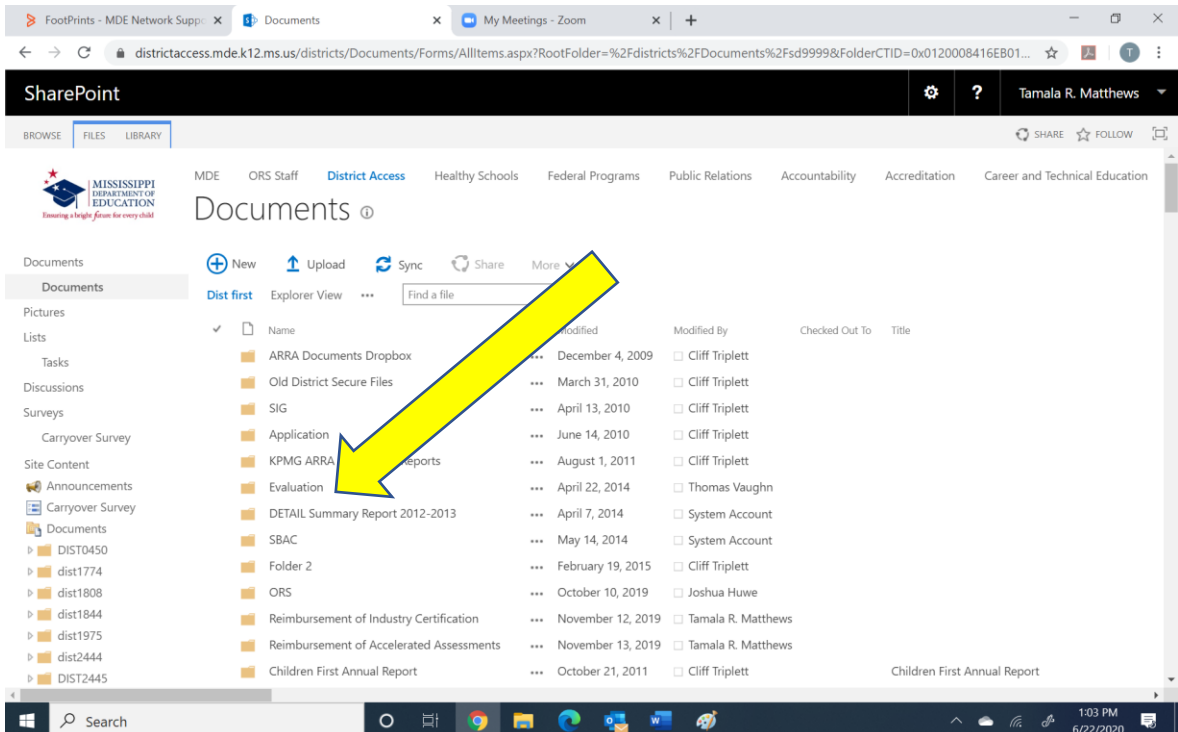 FootPrints - MDE Network Suppo
Documents
My Meetings - Zoom
districtaccess.mde.k12.ms.us/districts/Documents/Forms/AllItems.aspx?RootFolder=%2Fdistricts%2FDocuments%2Fsd9999&FolderCTID=0x0120008416EB01...
T
SharePoint
? Tamala R. Matthews
BROWSE FILES LIBRARY SHARE FOLLOW
MISSISSIPPI
DEPARTMENT OF
EDUCATION
Ensuring a bright future for every child
MDE ORS Staff District Access Healthy Schools Federal Programs Public Relations Accountability Accreditation Career and Technical Education
Documents
Documents
Documents
Pictures
Lists
Tasks
Discussions
Surveys
Carryover Survey
Site Content
Announcements
Carryover Survey
Documents
DIST0450
dist1774
dist1808
dist1844
dist1975
dist2444
DIST2445
New Upload Sync Share More
Dist first Explorer View ... Find a file
Name Modified Modified By Checked Out To Title
ARRA Documents Dropbox ... December 4, 2009 Cliff Triplett
Old District Secure Files ... March 31, 2010 Cliff Triplett
SIG ... April 13, 2010 Cliff Triplett
Application ... June 14, 2010 Cliff Triplett
KPMG ARRA Reports ... August 1, 2011 Cliff Triplett
Evaluation ... April 22, 2014 Thomas Vaughn
DETAIL Summary Report 2012-2013 ... April 7, 2014 System Account
SBAC ... May 14, 2014 System Account
Folder 2 ... February 19, 2015 Cliff Triplett
ORS ... October 10, 2019 Joshua Huwe
Reimbursement of Industry Certification ... November 12, 2019 Tamala R. Matthews
Reimbursement of Accelerated Assessments ... November 13, 2019 Tamala R. Matthews
Children First Annual Report ... October 21, 2011 Cliff Triplett Children First Annual Report
Search
1:03 PM
6/22/2020